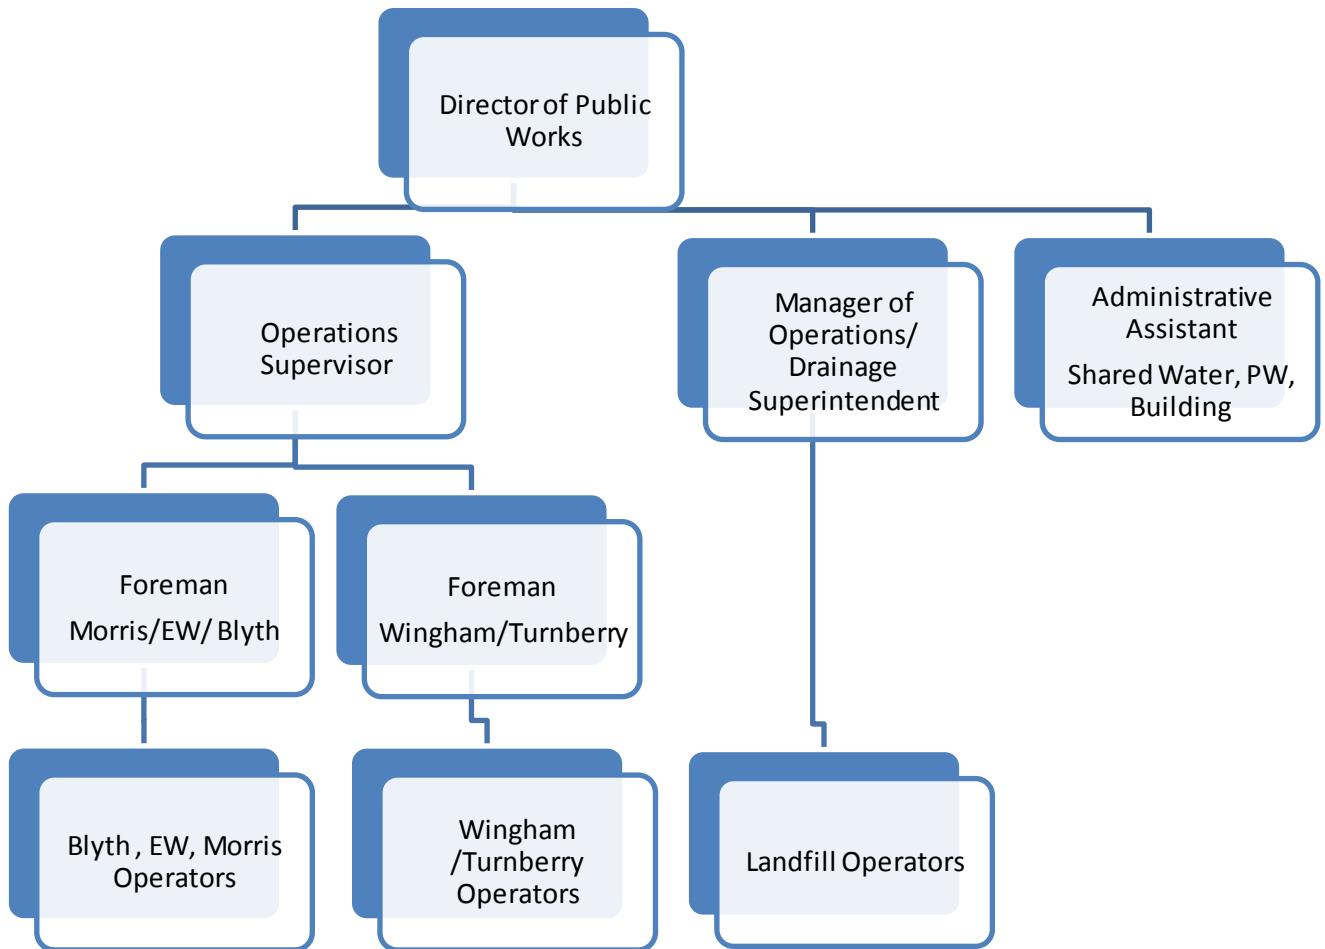 Director of Public
Works
Operations
Supervisor
Manager of
Operations/
Drainage
Superintendent
Administrative
Assistant
Shared Water, PW,
Building
Foreman
Morris/EW/ Blyth
Foreman
Wingham/Turnberry
Blyth , EW, Morris
Operators
Wingham
/Turnberry
Operators
Landfill Operators